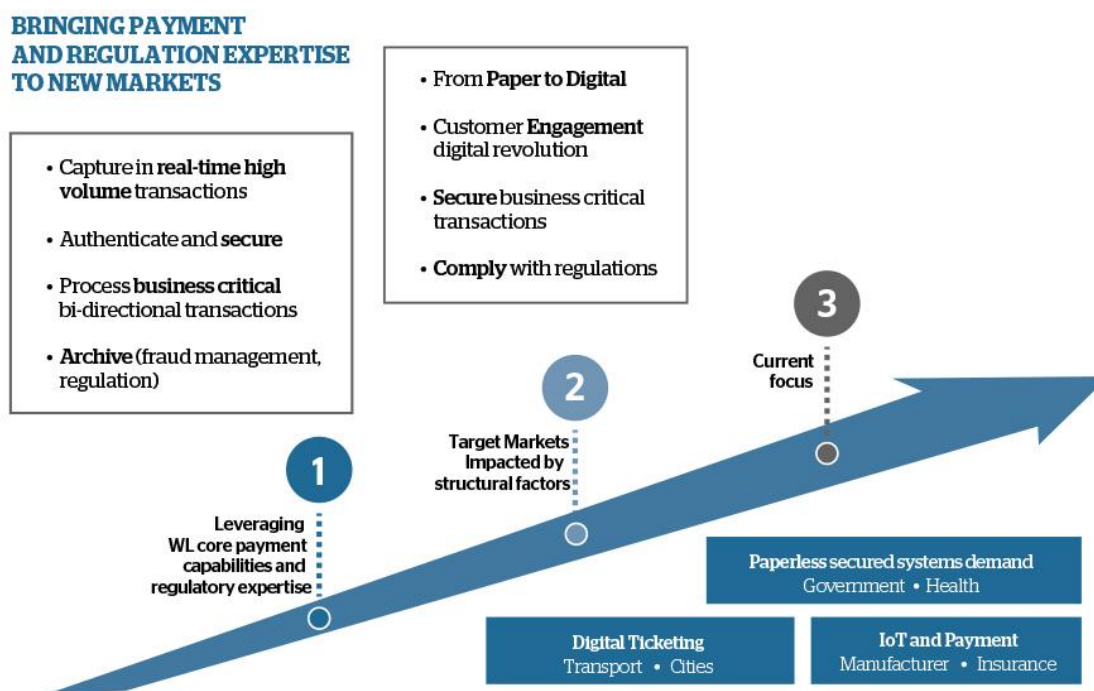 BRINGING PAYMENT
AND REGULATION EXPERTISE
TO NEW MARKETS
• Capture in real-time high
volume transactions
• Authenticate and secure
• Process business critical
bi-directional transactions
• Archive (fraud management,
regulation)
• From Paper to Digital
• Customer Engagement
digital revolution
• Secure business critical
transactions
• Comply with regulations
1
Leveraging
WL core payment
capabilities and
regulatory expertise
2
Target Markets
Impacted by
structural factors
3
Current
focus
Paperless secured systems demand
Government • Health
Digital Ticketing
Transport • Cities
IoT and Payment
Manufacturer • Insurance